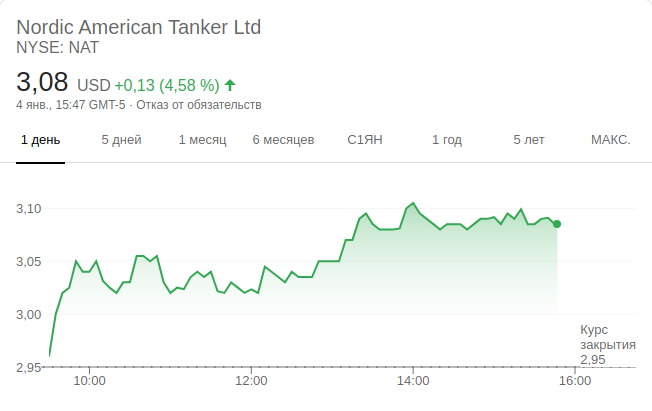 Nordic American Tanker Ltd
NYSE: NAT
3,08 USD +0,13 (4,58 %)
4 янв., 15:47 GMT-5 · Отказ от обязательств
1 день 5 дней 1 месяц 6 месяцев С1ЯН 1 год 5 лет МАКС.
3,10
3,05
3,00
Курс
закрытия
2,95
2,95
10:00 12:00 14:00 16:00